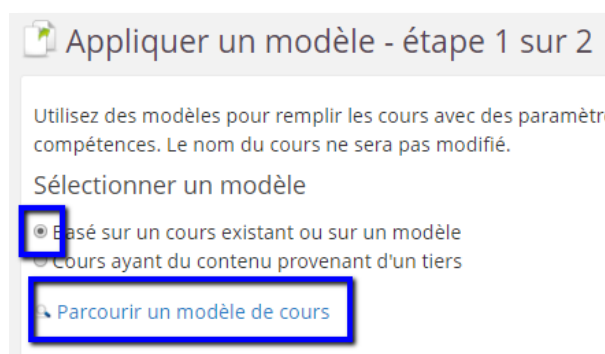 Appliquer un modèle - étape 1 sur 2
Utilisez des modèles pour remplir les cours avec des paramètre
compétences. Le nom du cours ne sera pas modifié.
Sélectionner un modèle
Basé sur un cours existant ou sur un modèle
Cours ayant du contenu provenant d'un tiers
Parcourir un modèle de cours